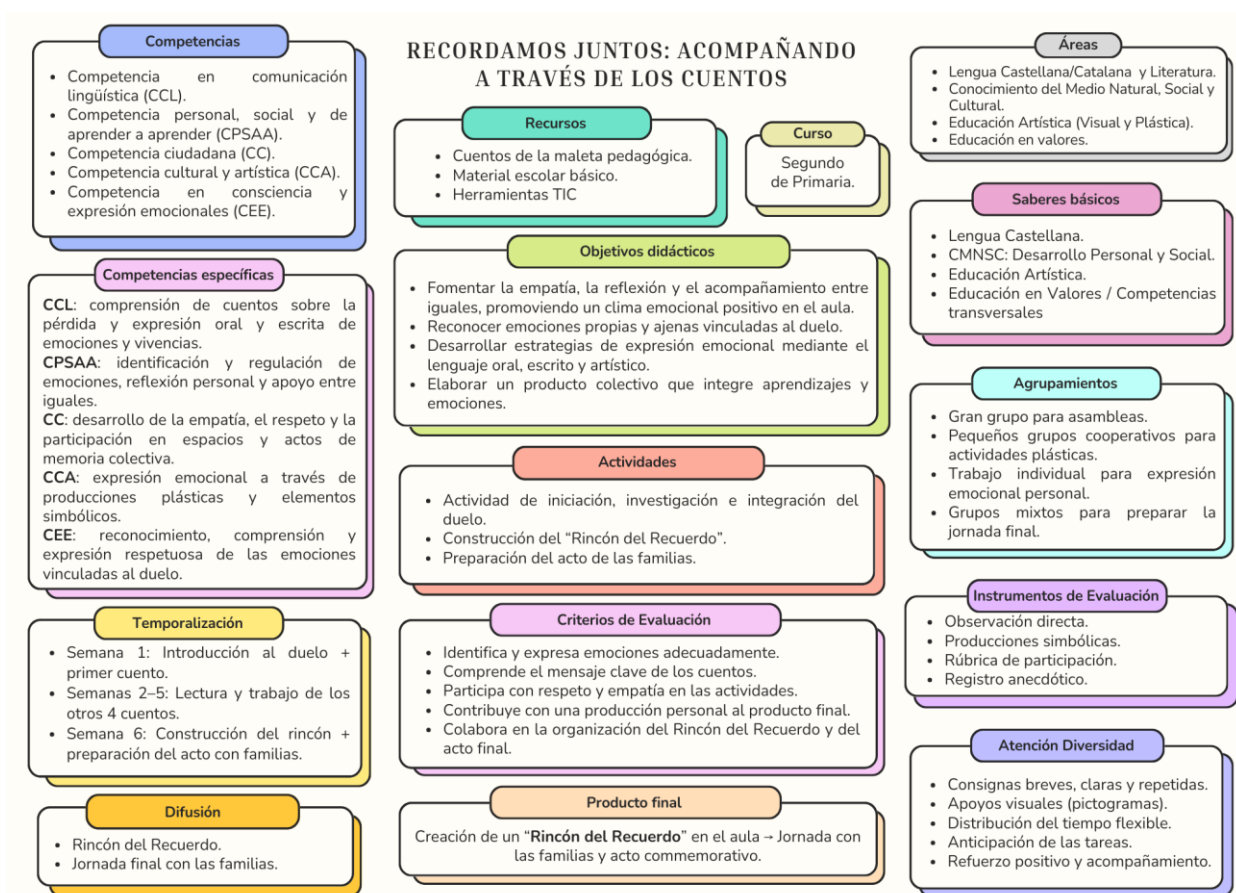 Competencias
• Competencia en comunicación
lingüística (CCL).
• Competencia personal, social y de
aprender a aprender (CPSAA).
• Competencia ciudadana (CC).
• Competencia cultural y artística (CCA).
• Competencia en consciencia y
expresión emocionales (CEE).
Competencias específicas
CCL: comprensión de cuentos sobre la
pérdida y expresión oral y escrita de
emociones y vivencias.
CPSAA: identificación y regulación de
emociones, reflexión personal y apoyo entre
iguales.
CC: desarrollo de la empatía, el respeto y la
participación en espacios y actos de
memoria colectiva.
CCA: expresión emocional a través de
producciones plásticas y elementos
simbólicos.
CEE: reconocimiento, comprensión y
expresión respetuosa de las emociones
vinculadas al duelo.
Temporalización
• Semana 1: Introducción al duelo +
primer cuento.
• Semanas 2–5: Lectura y trabajo de los
otros 4 cuentos.
• Semana 6: Construcción del rincón +
preparación del acto con familias.
Difusión
• Rincón del Recuerdo.
• Jornada final con las familias.
RECORDAMOS JUNTOS: ACOMPAÑANDO
A TRAVÉS DE LOS CUENTOS
Recursos
• Cuentos de la maleta pedagógica.
• Material escolar básico.
• Herramientas TIC
Curso
Segundo
de Primaria.
Objetivos didácticos
• Fomentar la empatía, la reflexión y el acompañamiento entre
iguales, promoviendo un clima emocional positivo en el aula.
• Reconocer emociones propias y ajenas vinculadas al duelo.
• Desarrollar estrategias de expresión emocional mediante el
lenguaje oral, escrito y artístico.
• Elaborar un producto colectivo que integre aprendizajes y
emociones.
Actividades
• Actividad de iniciación, investigación e integración del
duelo.
• Construcción del “Rincón del Recuerdo”.
• Preparación del acto de las familias.
Criterios de Evaluación
• Identifica y expresa emociones adecuadamente.
• Comprende el mensaje clave de los cuentos.
• Participa con respeto y empatía en las actividades.
• Contribuye con una producción personal al producto final.
• Colabora en la organización del Rincón del Recuerdo y del
acto final.
Producto final
Creación de un “Rincón del Recuerdo” en el aula → Jornada con
las familias y acto commemorativo.
Áreas
• Lengua Castellana/Catalana y Literatura.
• Conocimiento del Medio Natural, Social y
Cultural.
• Educación Artística (Visual y Plástica).
• Educación en valores.
Saberes básicos
• Lengua Castellana.
• CMNSC: Desarrollo Personal y Social.
• Educación Artística.
• Educación en Valores / Competencias
transversales
Agrupamientos
• Gran grupo para asambleas.
• Pequeños grupos cooperativos para
actividades plásticas.
• Trabajo individual para expresión
emocional personal.
• Grupos mixtos para preparar la
jornada final.
Instrumentos de Evaluación
• Observación directa.
• Producciones simbólicas.
• Rúbrica de participación.
• Registro anecdótico.
Atención Diversidad
• Consignas breves, claras y repetidas.
• Apoyos visuales (pictogramas).
• Distribución del tiempo flexible.
• Anticipación de las tareas.
• Refuerzo positivo y acompañamiento.